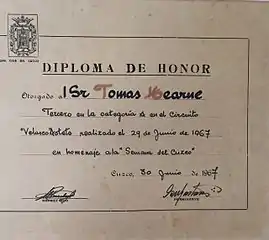 DIPLOMA DE HONOR
Otorgado a l Sr Tomas Hearne
Tercero en la categoría en el Circuito
"Velasco Astete" realizado el 29 de Junio de 1967
en homenaje a la "Semana del Cuzco"
Cuzco, 30 Junio de 1967
PRESIDENTE